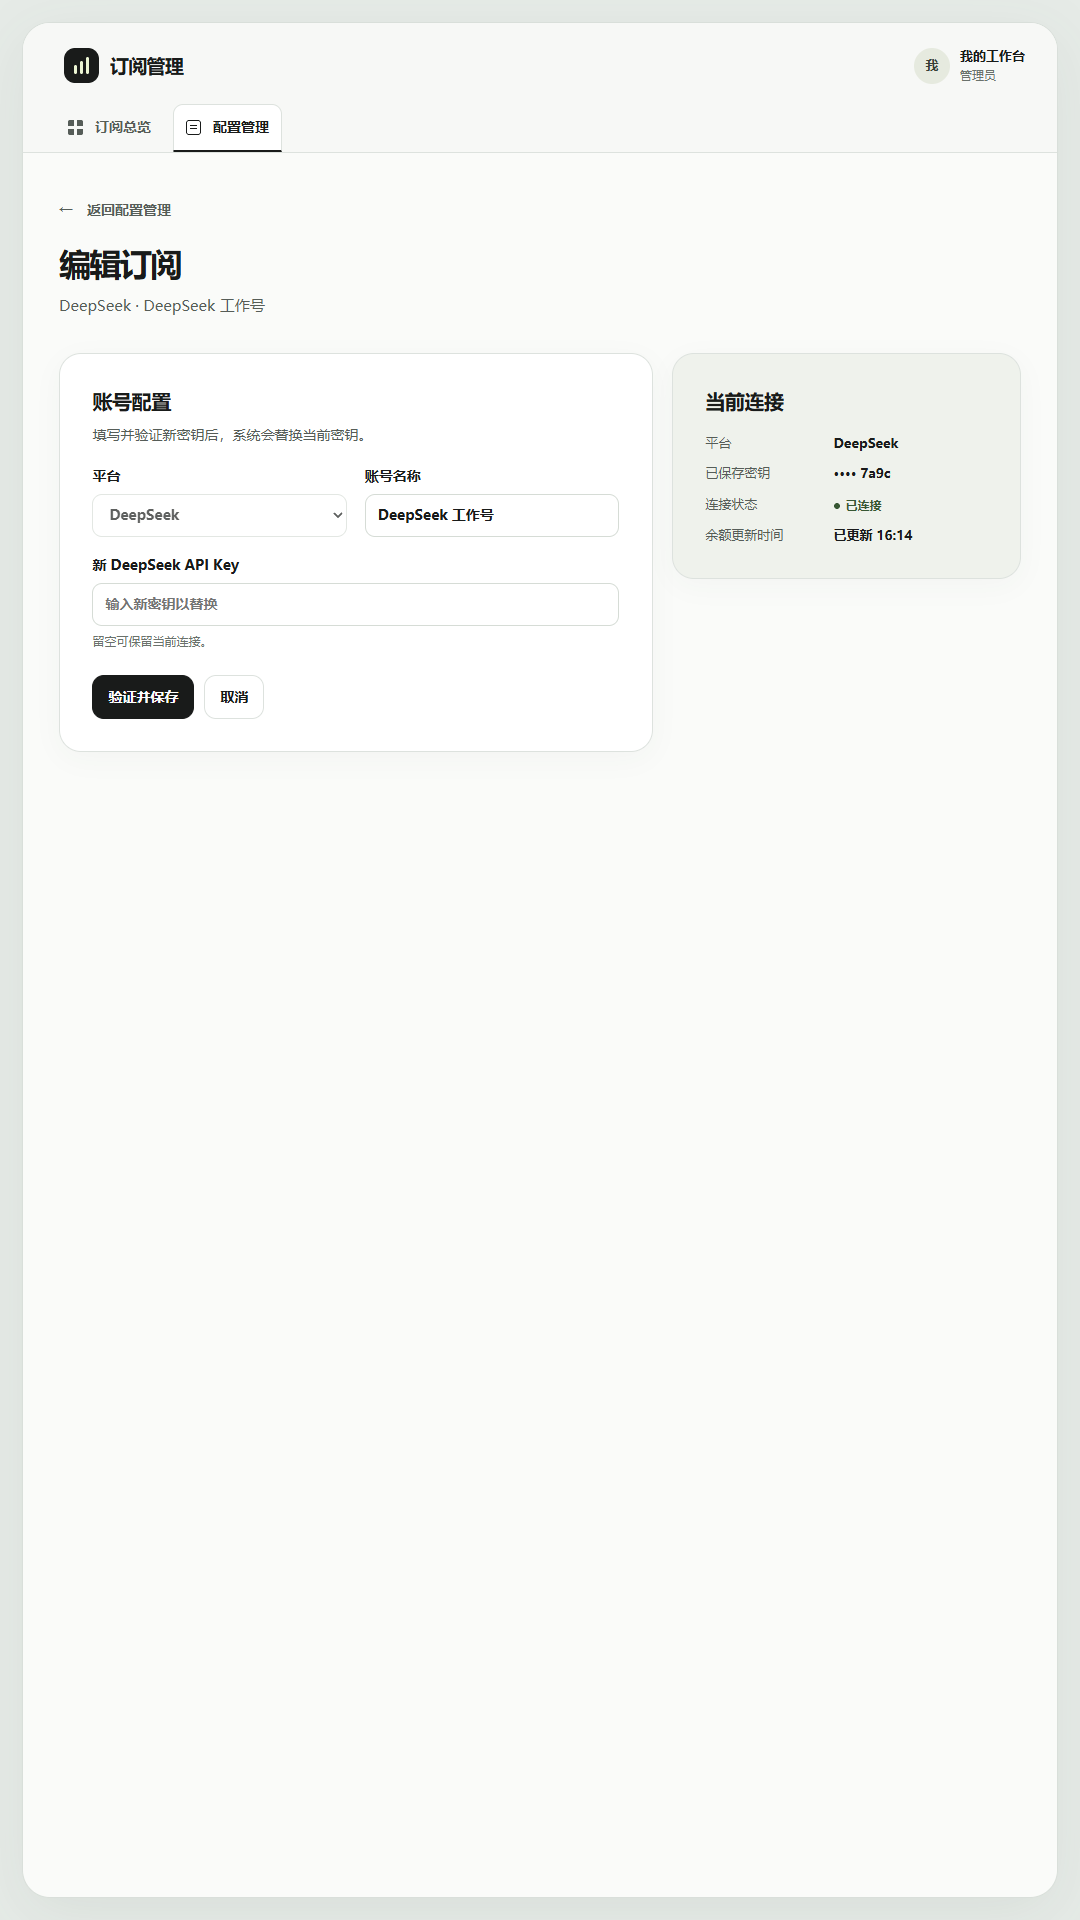 订阅管理
我
我的工作台
管理员
订阅总览
配置管理
← 返回配置管理
编辑订阅
DeepSeek · DeepSeek 工作号
账号配置
填写并验证新密钥后，系统会替换当前密钥。
平台
账号名称
DeepSeek
DeepSeek 工作号
新 DeepSeek API Key
输入新密钥以替换
留空可保留当前连接。
验证并保存
取消
当前连接
平台 DeepSeek
已保存密钥 •••• 7a9c
连接状态 已连接
余额更新时间 已更新 16:14